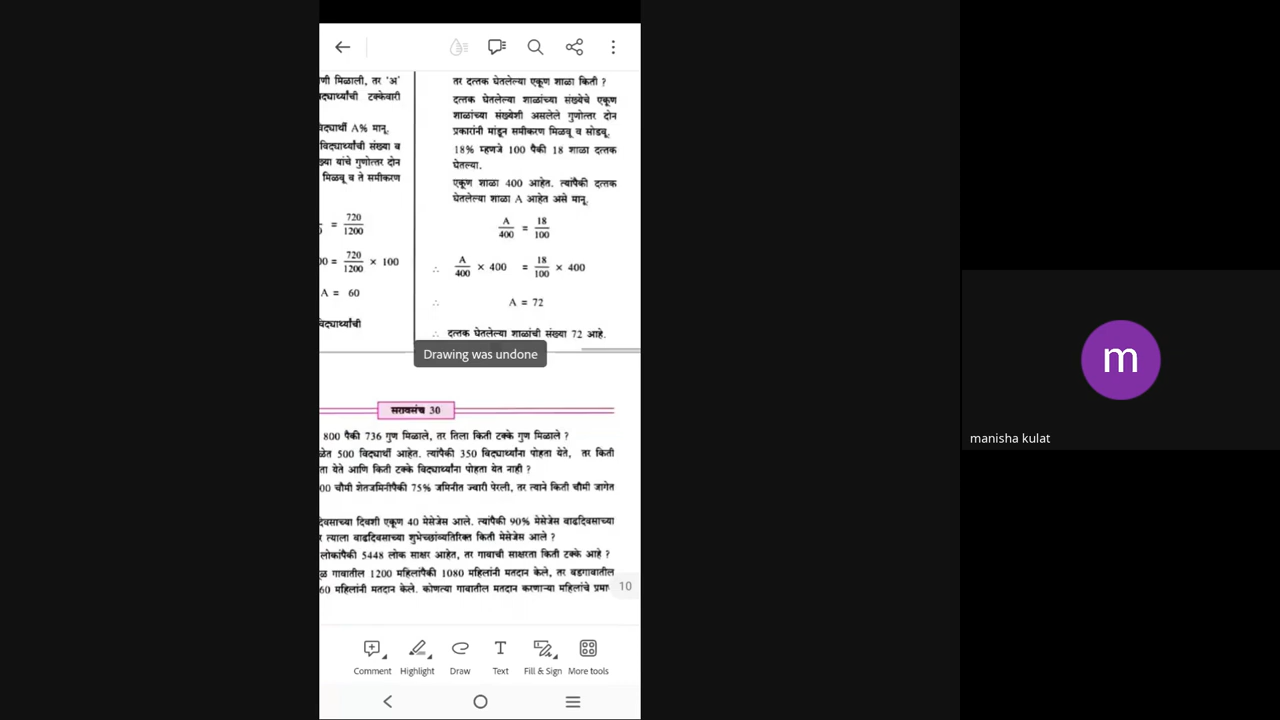 णी मिळाली, तर 'अ'
विद्यार्थ्यांची टक्केवारी
विद्यार्थी A% मानू.
विद्यार्थ्यांची संख्या व
ख्या यांचे गुणोत्तर दोन
मिळवू व ते समीकरण
= 720/1200
00 = 720/1200 × 100
A = 60
विद्यार्थ्यांची
तर दत्तक घेतलेल्या एकूण शाळा किती ?
दत्तक घेतलेल्या शाळांच्या संख्येचे एकूण
शाळांच्या संख्येशी असलेले गुणोत्तर दोन
प्रकारांनी मांडून समीकरण मिळवू व सोडवू.
18% म्हणजे 100 पैकी 18 शाळा दत्तक
घेतल्या.
एकूण शाळा 400 आहेत. त्यांपैकी दत्तक
घेतलेल्या शाळा A आहेत असे मानू.
A/400 = 18/100
∴ A/400 × 400 = 18/100 × 400
∴ A = 72
∴ दत्तक घेतलेल्या शाळांची संख्या 72 आहे.
Drawing was undone
सरावसंच 30
800 पैकी 736 गुण मिळाले, तर तिला किती टक्के गुण मिळाले ?
ळेत 500 विद्यार्थी आहेत. त्यांपैकी 350 विद्यार्थ्यांना पोहता येते, तर किती
ता येते आणि किती टक्के विद्यार्थ्यांना पोहता येत नाही ?
00 चौमी शेतजमिनीपैकी 75% जमिनीत ज्वारी पेरली, तर त्याने किती चौमी जागेत
दिवसाच्या दिवशी एकूण 40 मेसेजेस आले. त्यांपैकी 90% मेसेजेस वाढदिवसाच्या
र त्याला वाढदिवसाच्या शुभेच्छांव्यतिरिक्त किती मेसेजेस आले ?
लोकांपैकी 5448 लोक साक्षर आहेत, तर गावाची साक्षरता किती टक्के आहे ?
ळ गावातील 1200 महिलांपैकी 1080 महिलांनी मतदान केले, तर वडगावातील
60 महिलांनी मतदान केले. कोणत्या गावातील मतदान करणाऱ्या महिलांचे प्रमा
10
Comment Highlight Draw Text Fill & Sign More tools
m
manisha kulat